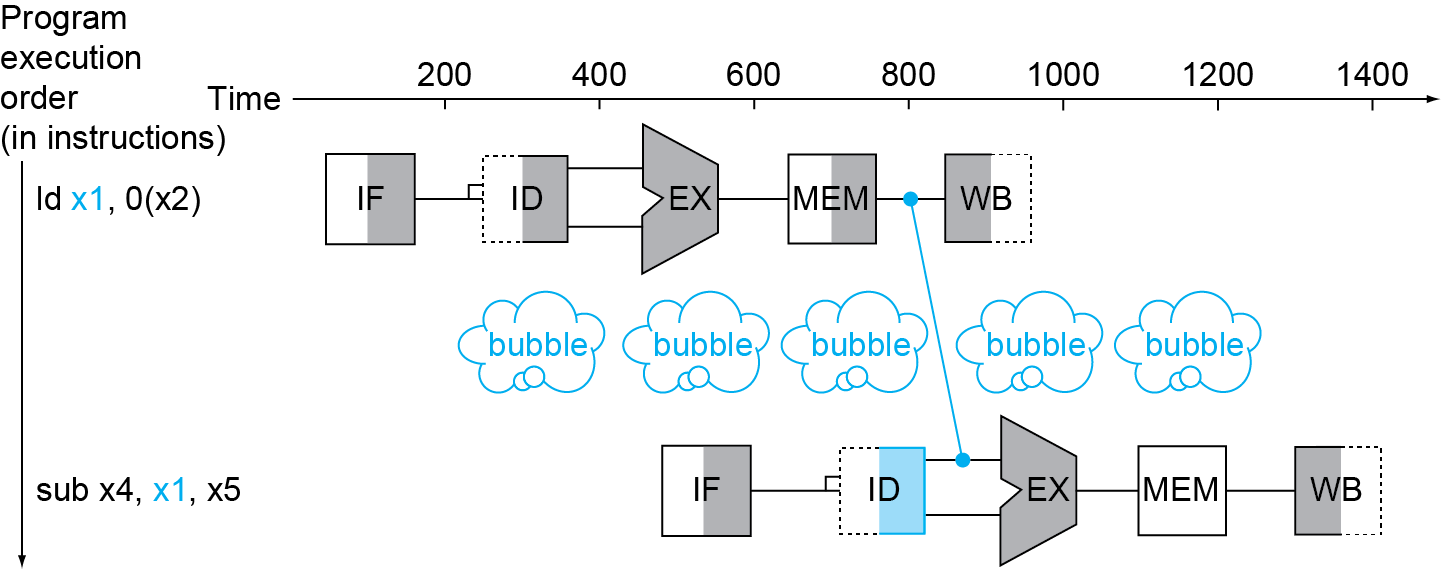 Program
execution
order
(in instructions)
Time
200 400 600 800 1000 1200 1400
ld x1, 0(x2)
IF ID EX MEM WB
bubble bubble bubble bubble bubble
sub x4, x1, x5
IF ID EX MEM WB